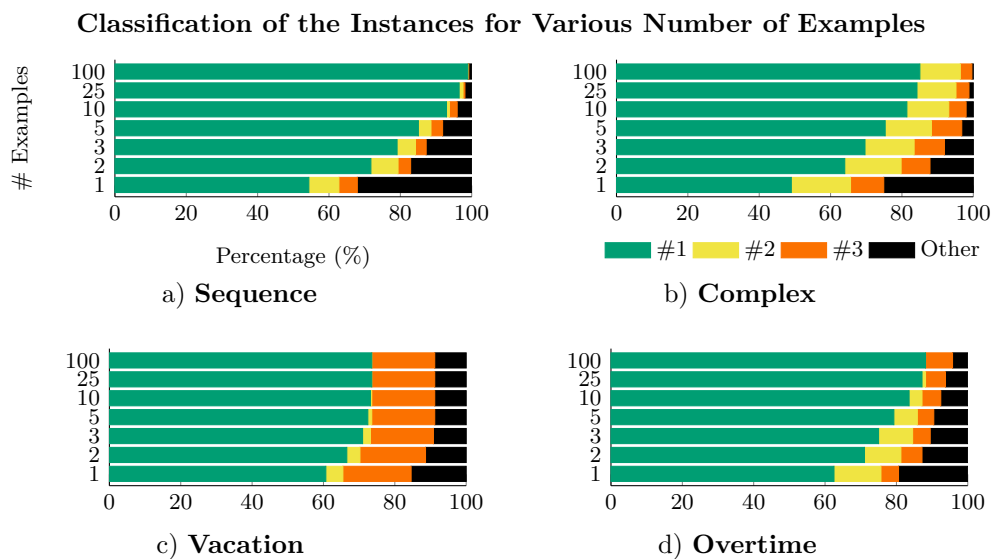 Classification of the Instances for Various Number of Examples
# Examples
100
25
10
5
3
2
1
0 20 40 60 80 100
Percentage (%)
a) Sequence
100
25
10
5
3
2
1
0 20 40 60 80 100
#1 #2 #3 Other
b) Complex
100
25
10
5
3
2
1
0 20 40 60 80 100
c) Vacation
100
25
10
5
3
2
1
0 20 40 60 80 100
d) Overtime